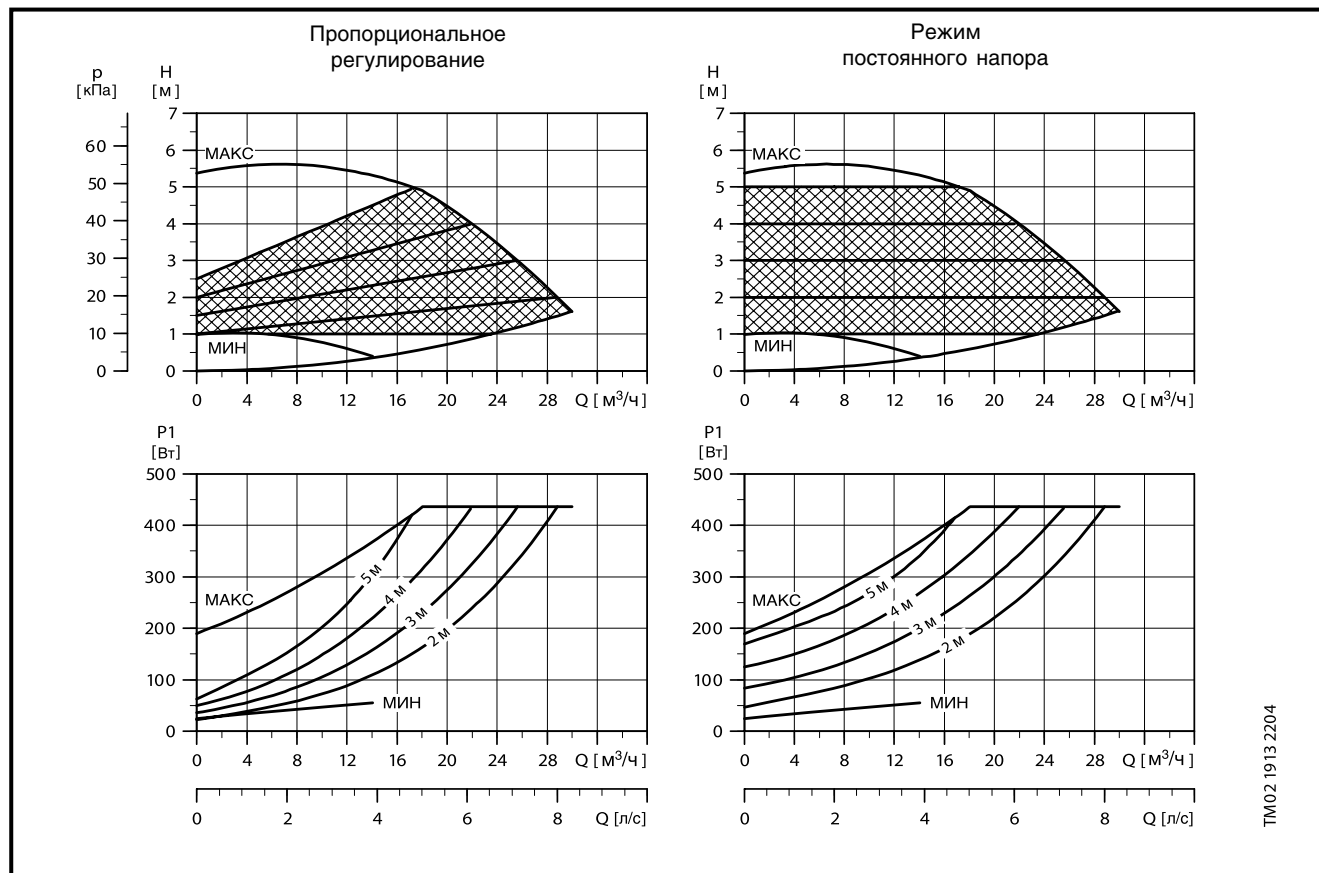 Пропорциональное
регулирование
p
[кПа]
H
[м]
7
6
5
4
3
2
1
0
60
50
40
30
20
10
0
МАКС
МИН
0 4 8 12 16 20 24 28 Q [м³/ч]
Режим
постоянного напора
H
[м]
7
6
5
4
3
2
1
0
МАКС
МИН
0 4 8 12 16 20 24 28 Q [м³/ч]
P1
[Вт]
500
400
300
200
100
0
МАКС
5 м
4 м
3 м
2 м
МИН
0 4 8 12 16 20 24 28 Q [м³/ч]
0 2 4 6 8 Q [л/с]
P1
[Вт]
500
400
300
200
100
0
МАКС
5 м
4 м
3 м
2 м
МИН
0 4 8 12 16 20 24 28 Q [м³/ч]
0 2 4 6 8 Q [л/с]
TM02 1913 2204